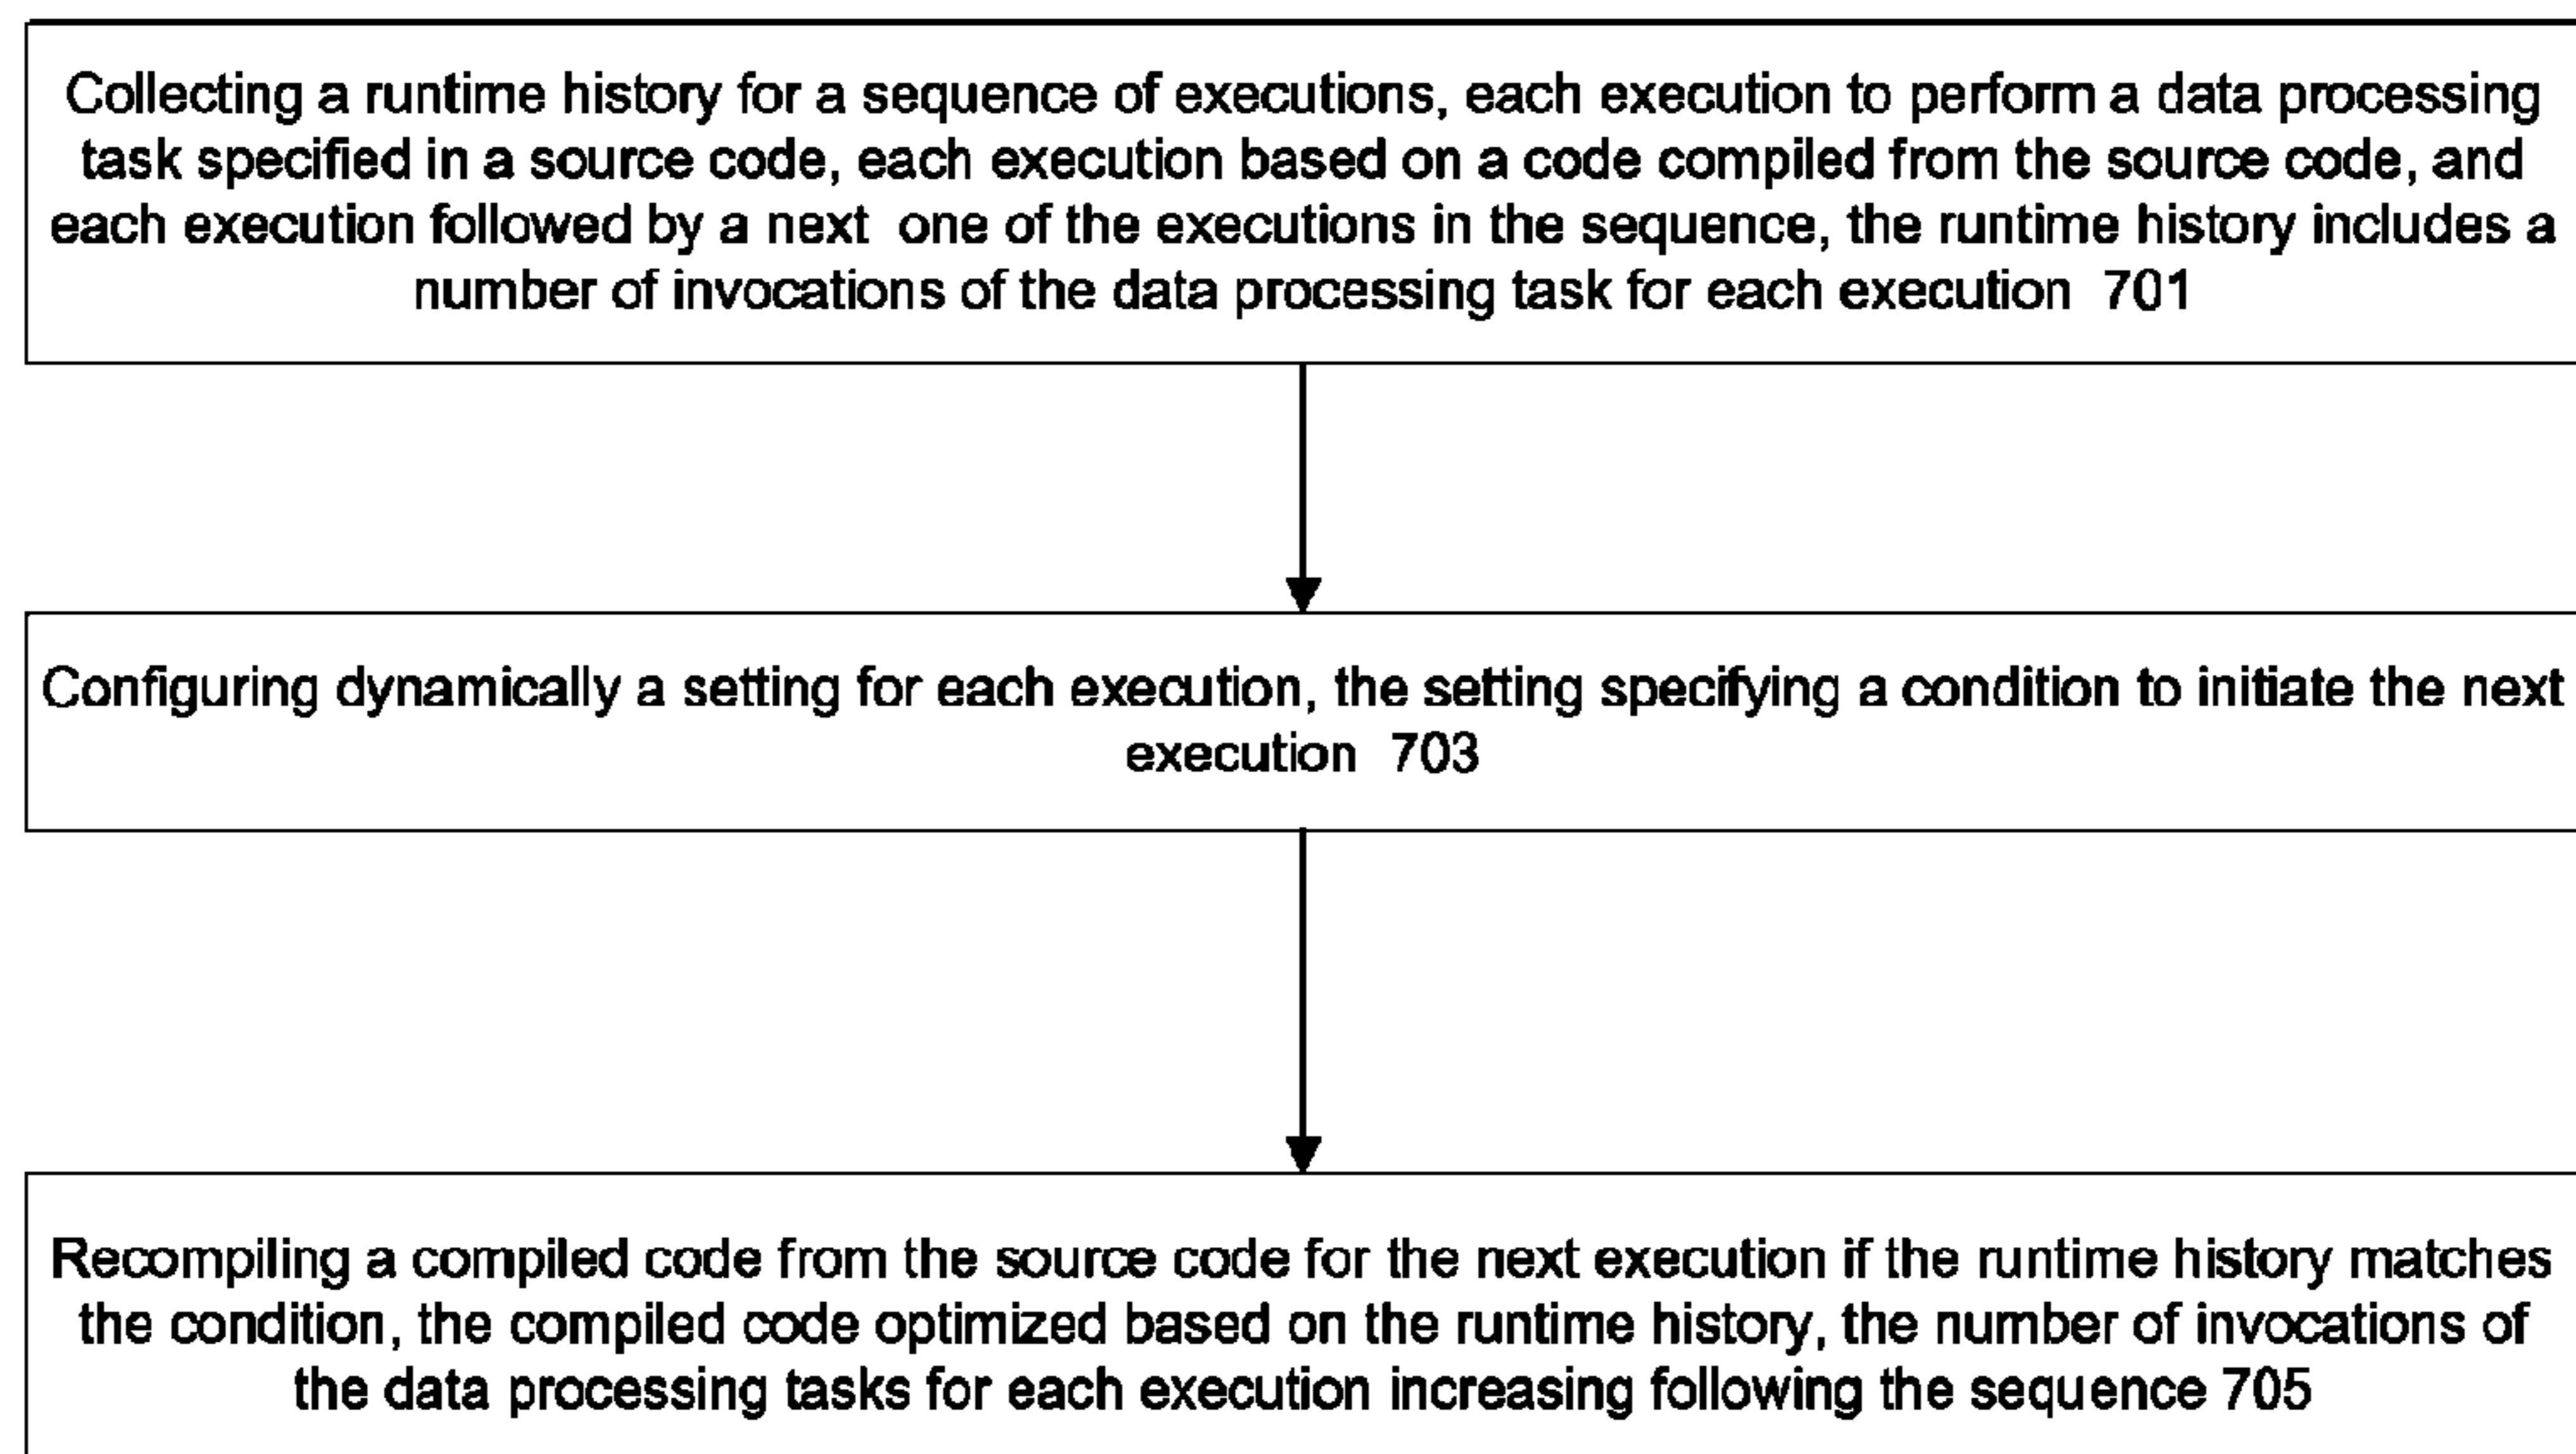 Collecting a runtime history for a sequence of executions, each execution to perform a data processing
task specified in a source code, each execution based on a code compiled from the source code, and
each execution followed by a next one of the executions in the sequence, the runtime history includes a
number of invocations of the data processing task for each execution 701
Configuring dynamically a setting for each execution, the setting specifying a condition to initiate the next
execution 703
Recompiling a compiled code from the source code for the next execution if the runtime history matches
the condition, the compiled code optimized based on the runtime history, the number of invocations of
the data processing tasks for each execution increasing following the sequence 705